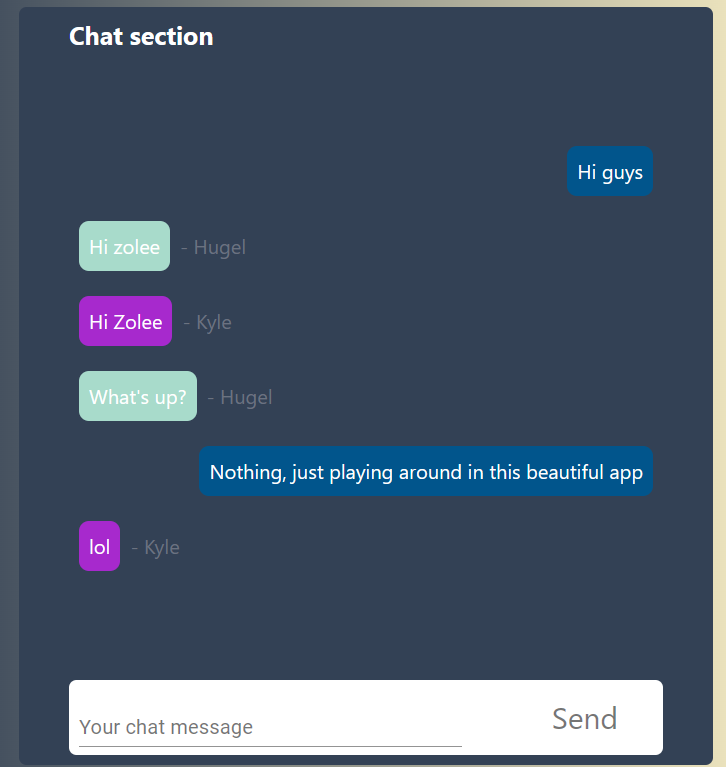 Chat section
Hi guys
Hi zolee - Hugel
Hi Zolee - Kyle
What's up? - Hugel
Nothing, just playing around in this beautiful app
lol - Kyle
Your chat message
Send